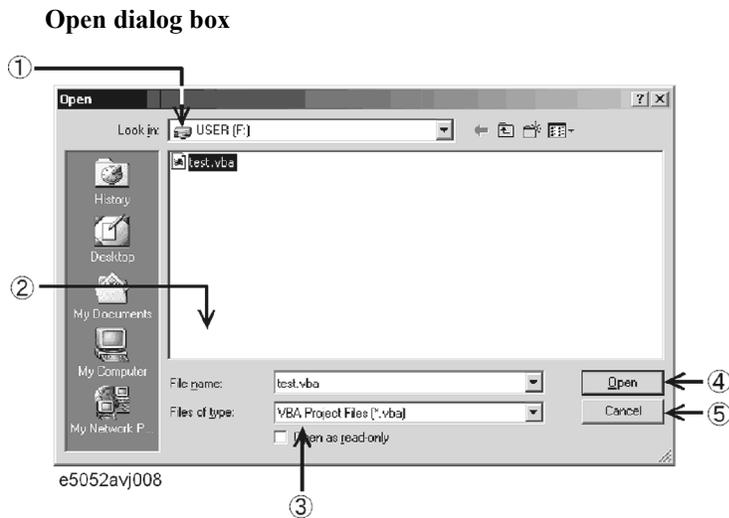 Open dialog box
①
Open
Look in:
USER (F:)
test.vba
History
Desktop
②
My Documents
My Computer
My Network P...
File name:
test.vba
Open
④
Files of type:
VBA Project Files (*.vba)
Cancel
⑤
Open as read-only
e5052avj008
③